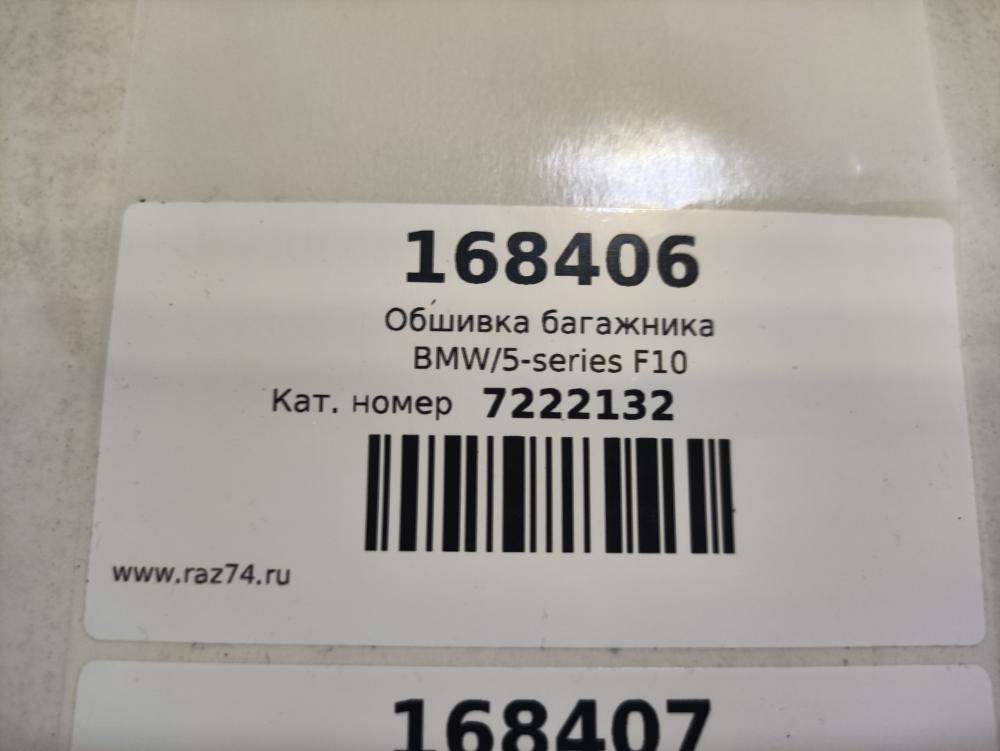 168406
Обшивка багажника
BMW/5-series F10
Кат. номер 7222132
www.raz74.ru
168407